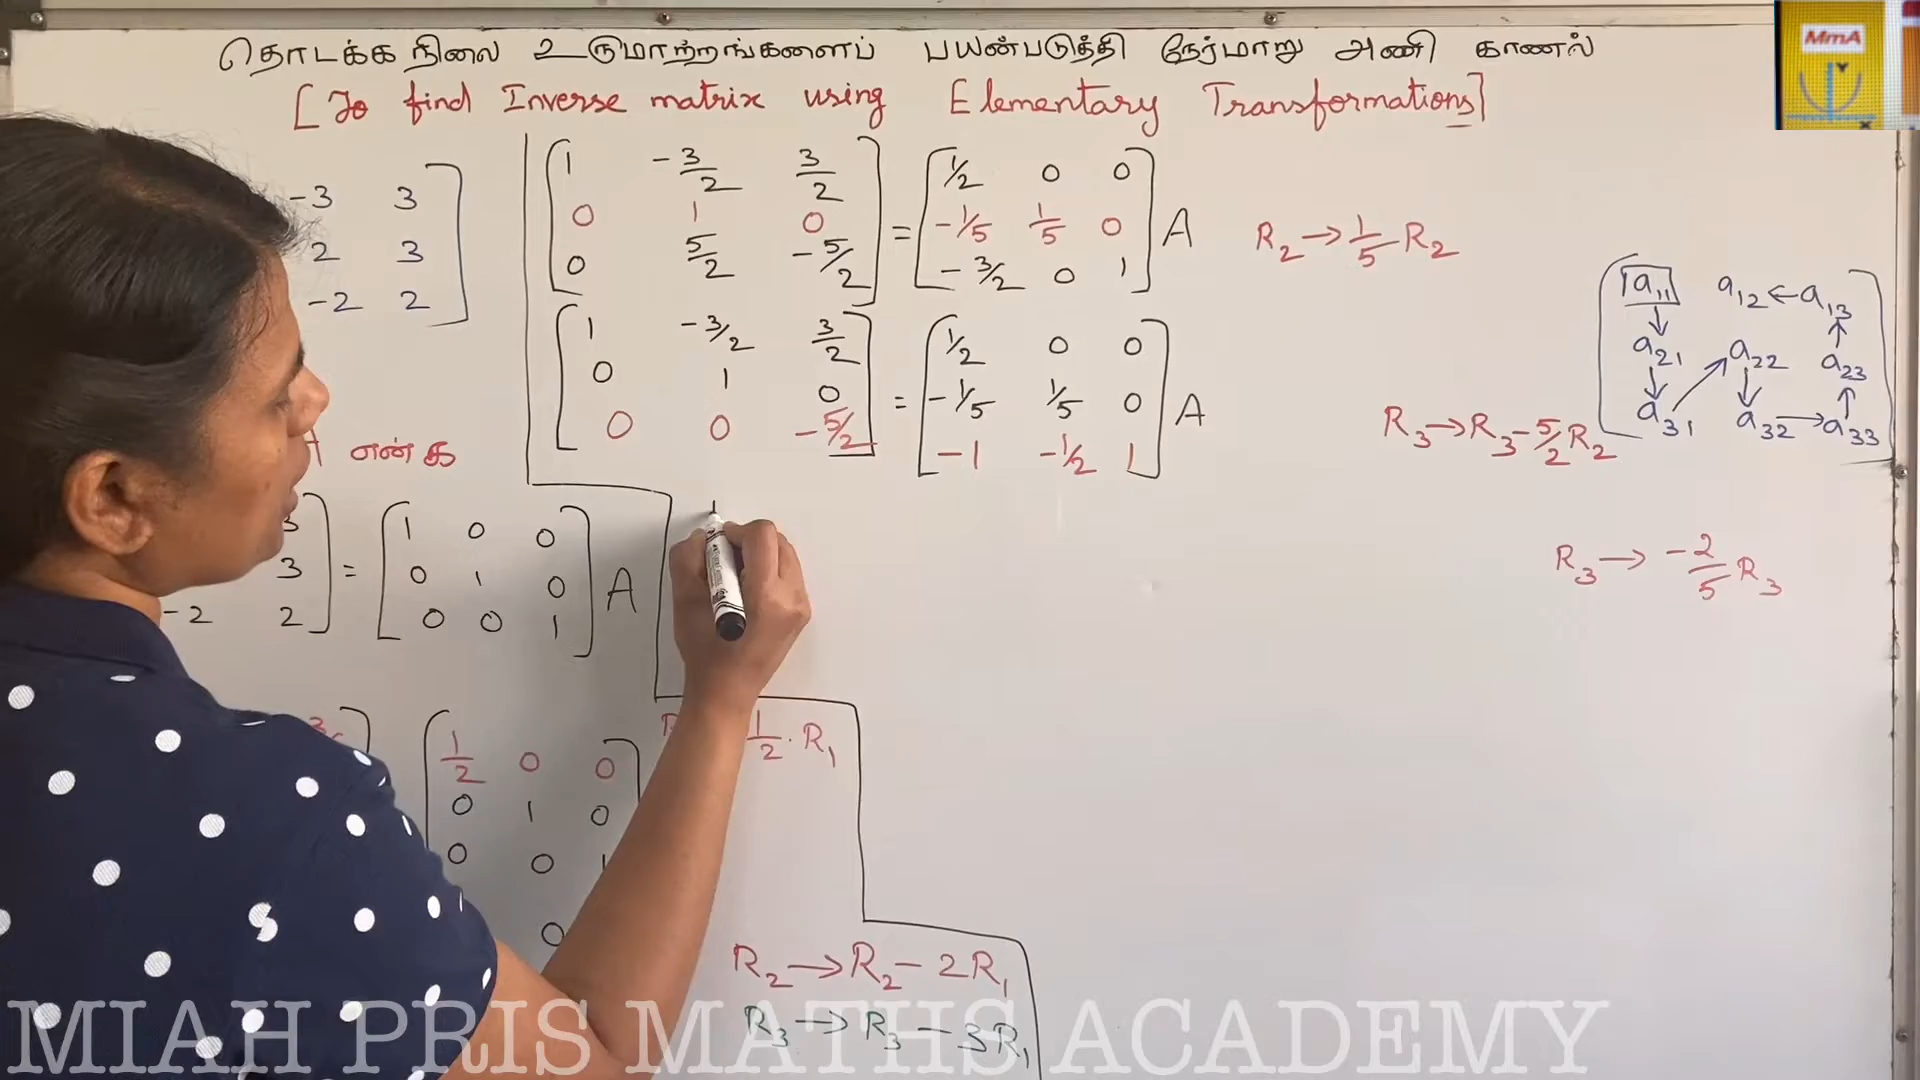 தொடக்க நிலை உருமாற்றங்களைப் பயன்படுத்தி நேர்மாறு அணி காணல்
[To find Inverse matrix using Elementary Transformations]
MmA
Y
X
-3 3
2 3
-2 2
[1 -3/2 3/2] = [1/2 0 0]
[0 1 0] [-1/5 1/5 0] A R2→1/5 R2
[0 5/2 -5/2] [-3/2 0 1]
[1 -3/2 3/2] = [1/2 0 0]
[0 1 0] [-1/5 1/5 0] A
[0 0 -5/2] [-1 -1/2 1] R3→R3-5/2R2
a11 a12←a13
a21 a22 a23
a31 a32→a33
என்க
3 = [1 0 0]
3 [0 1 0] A
-2 2 [0 0 1]
R3→ -2/5 R3
1
1/2 0 0 1/2 . R1
0 1 0
0 0
0
R2→R2-2R1
R3→R3-3R1
MIAH PRIS MATHS ACADEMY